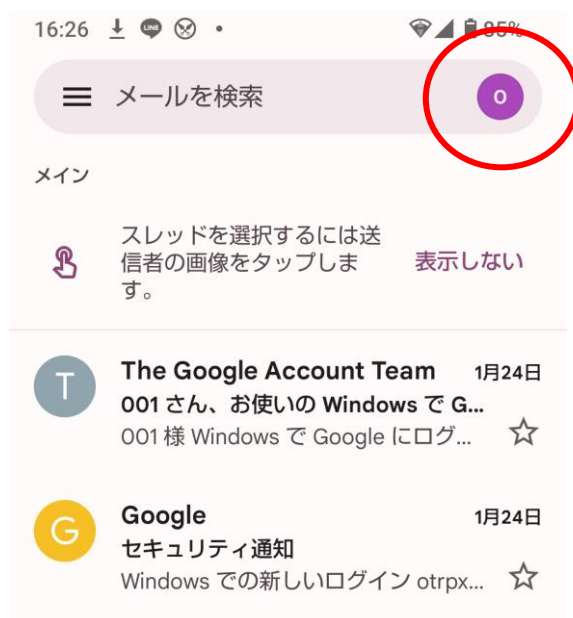 16:26 LINE 85%
メールを検索 O
メイン
スレッドを選択するには送
信者の画像をタップしま
す。
表示しない
T The Google Account Team 1月24日
001 さん、お使いの Windows で G...
001 様 Windows で Google にログ...
G Google 1月24日
セキュリティ通知
Windows での新しいログイン otrpx...